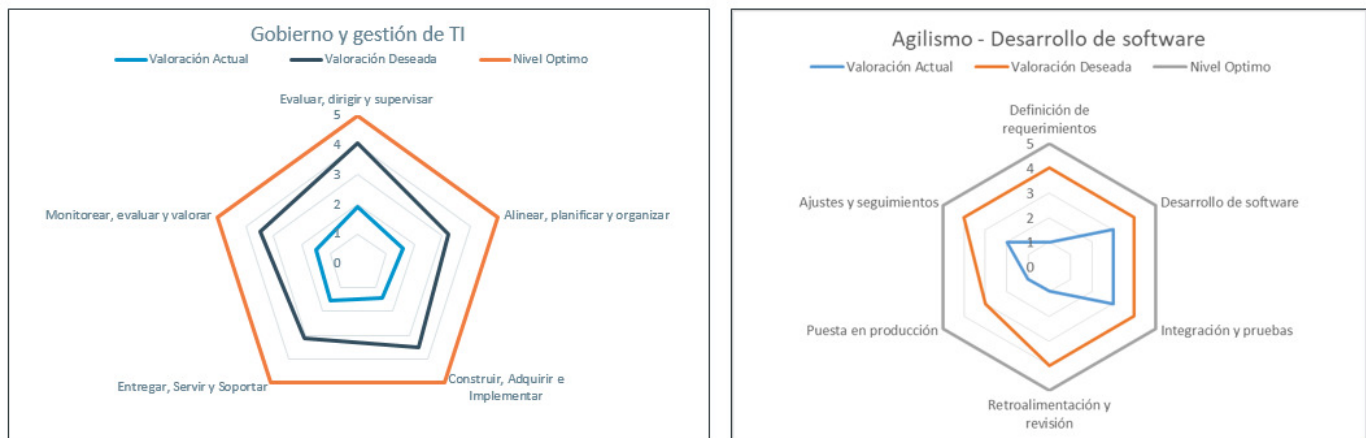 Gobierno y gestión de TI
Valoración Actual
Valoración Deseada
Nivel Optimo
Evaluar, dirigir y supervisar
5
4
3
2
1
0
Monitorear, evaluar y valorar
Alinear, planificar y organizar
Entregar, Servir y Soportar
Construir, Adquirir e
Implementar
Agilismo - Desarrollo de software
Valoración Actual
Valoración Deseada
Nivel Optimo
Definición de
requerimientos
5
4
3
2
1
0
Ajustes y seguimientos
Desarrollo de software
Puesta en producción
Integración y pruebas
Retroalimentación y
revisión